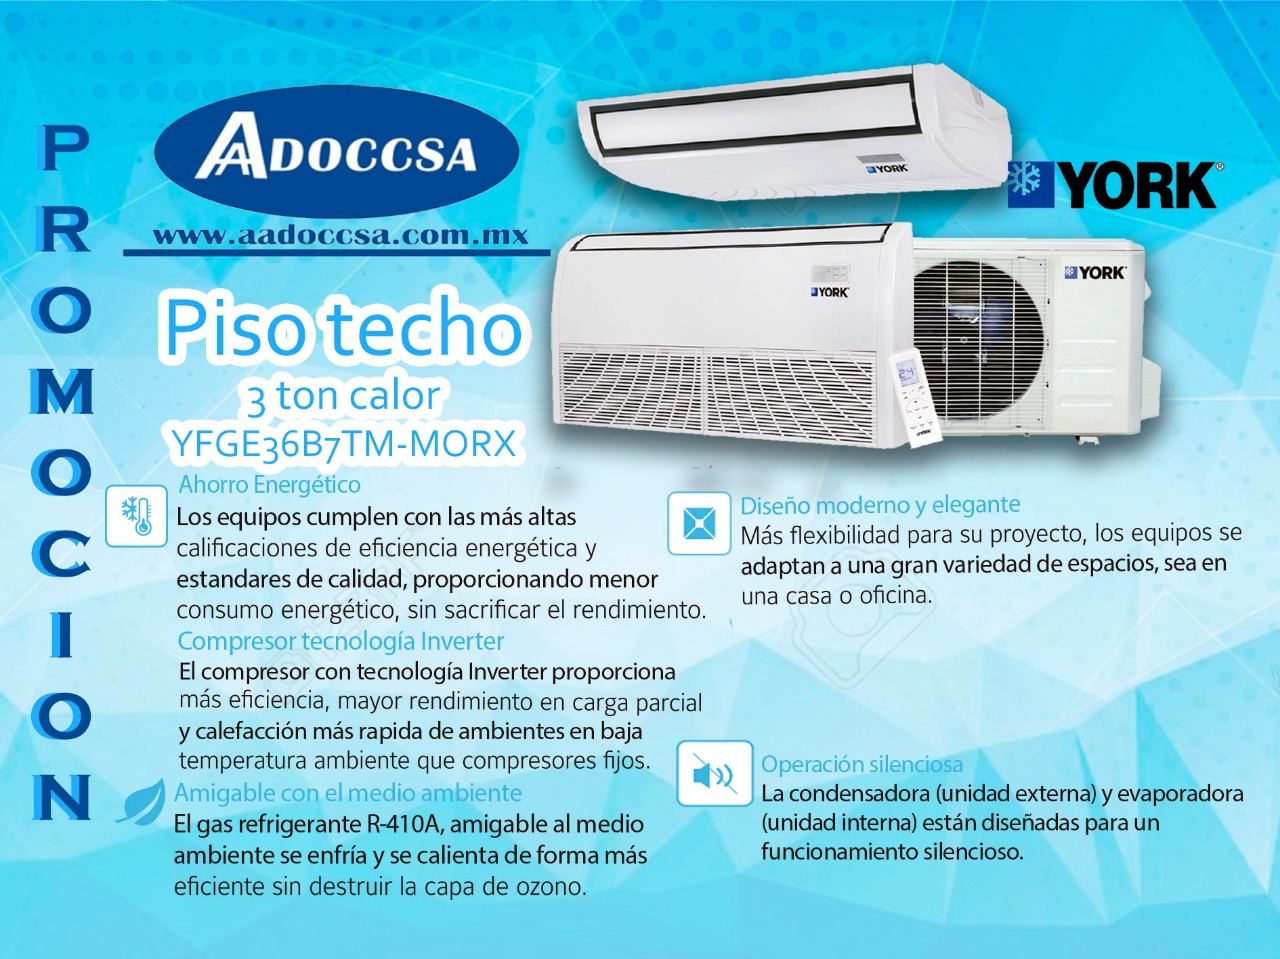 PROMOCION
AADOCCSA
www.aadoccsa.com.mx
YORK
YORK®
YORK
YORK
24
YORK
Piso techo
3 ton calor
YFGE36B7TM-MORX
Ahorro Energético
Los equipos cumplen con las más altas
calificaciones de eficiencia energética y
estandares de calidad, proporcionando menor
consumo energético, sin sacrificar el rendimiento.
Compresor tecnología Inverter
El compresor con tecnología Inverter proporciona
más eficiencia, mayor rendimiento en carga parcial
y calefacción más rapida de ambientes en baja
temperatura ambiente que compresores fijos.
Amigable con el medio ambiente
El gas refrigerante R-410A, amigable al medio
ambiente se enfría y se calienta de forma más
eficiente sin destruir la capa de ozono.
Diseño moderno y elegante
Más flexibilidad para su proyecto, los equipos se
adaptan a una gran variedad de espacios, sea en
una casa o oficina.
Operación silenciosa
La condensadora (unidad externa) y evaporadora
(unidad interna) están diseñadas para un
funcionamiento silencioso.